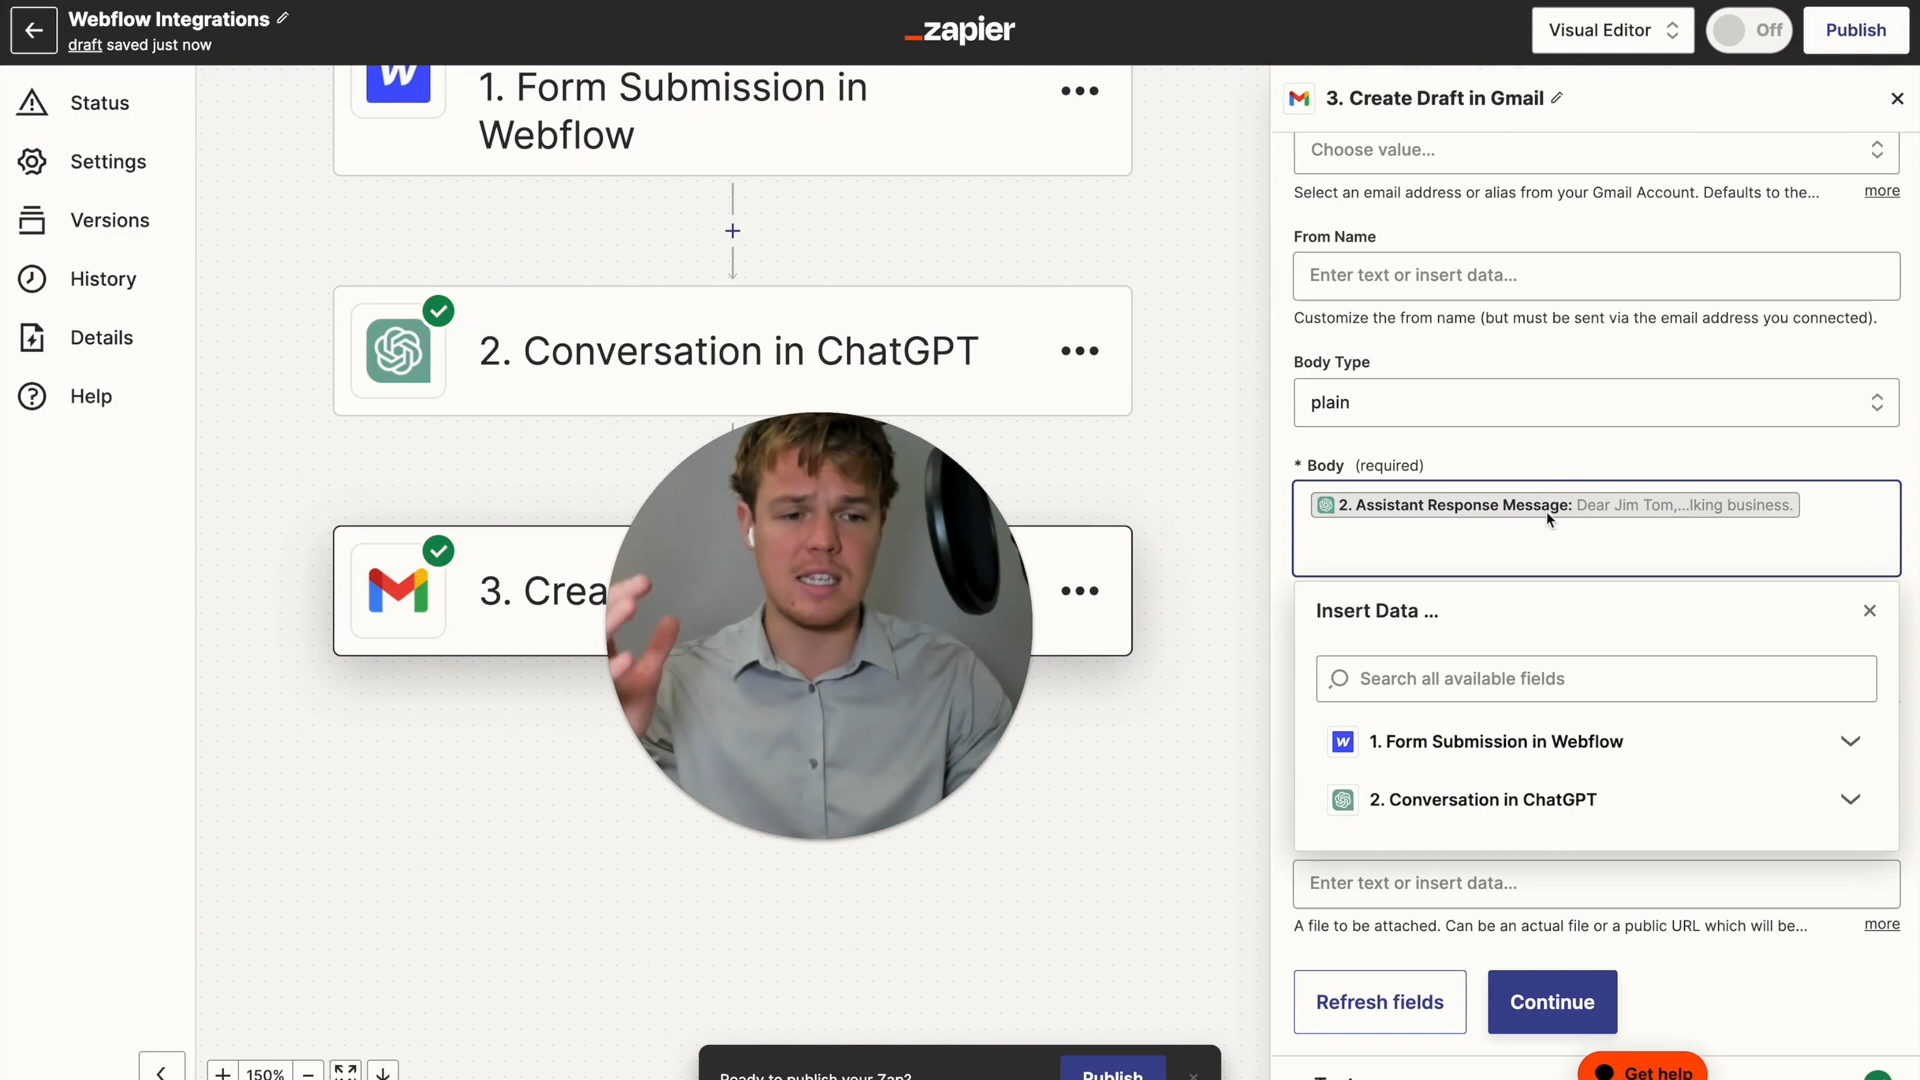 Webflow Integrations
draft saved just now
zapier
Visual Editor
Off
Publish
Status
Settings
Versions
History
Details
Help
W
1. Form Submission in
Webflow
2. Conversation in ChatGPT
3. Crea
150%
Ready to publish your Zap?
Publish
3. Create Draft in Gmail
Choose value...
Select an email address or alias from your Gmail Account. Defaults to the... more
From Name
Enter text or insert data...
Customize the from name (but must be sent via the email address you connected).
Body Type
plain
* Body (required)
2. Assistant Response Message: Dear Jim Tom,...lking business.
Insert Data ...
Search all available fields
W 1. Form Submission in Webflow
2. Conversation in ChatGPT
Enter text or insert data...
A file to be attached. Can be an actual file or a public URL which will be... more
Refresh fields
Continue
Get help